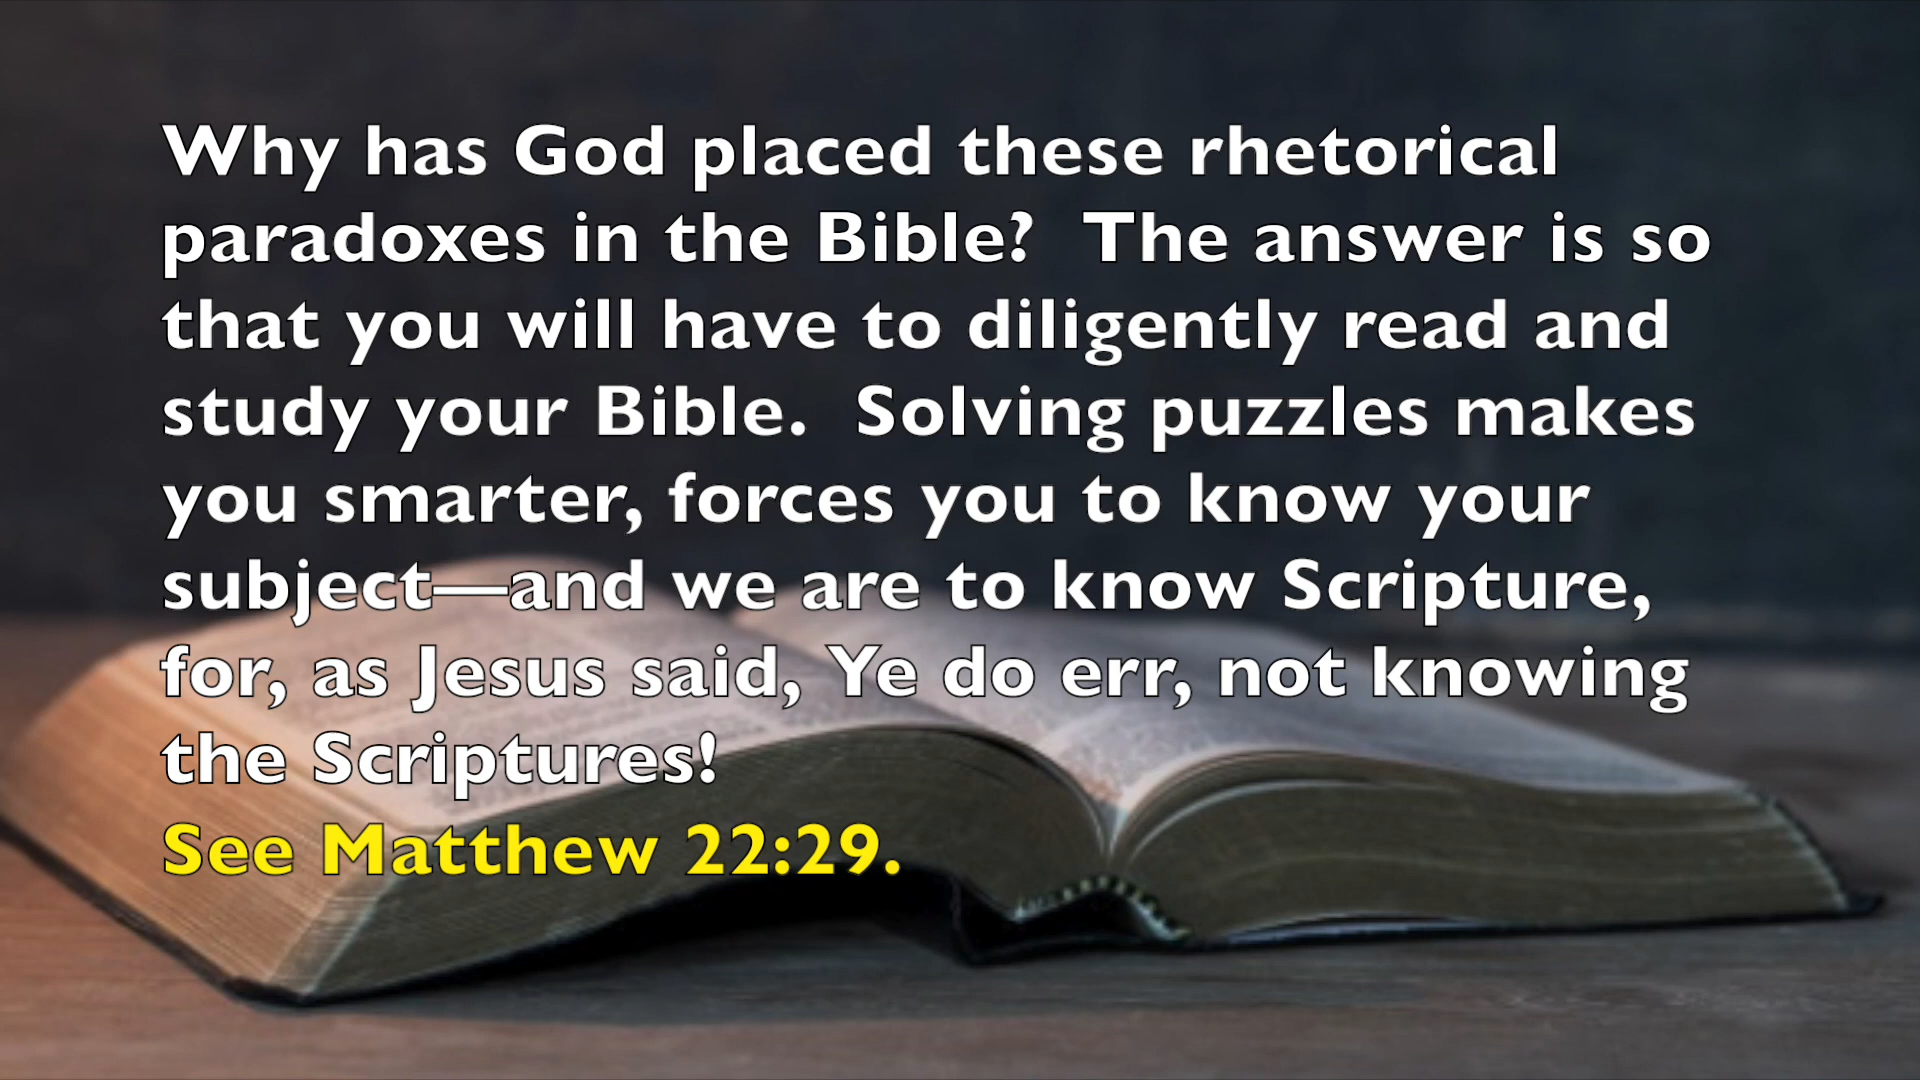 Why has God placed these rhetorical
paradoxes in the Bible?  The answer is so
that you will have to diligently read and
study your Bible.  Solving puzzles makes
you smarter, forces you to know your
subject—and we are to know Scripture,
for, as Jesus said, Ye do err, not knowing
the Scriptures!
See Matthew 22:29.